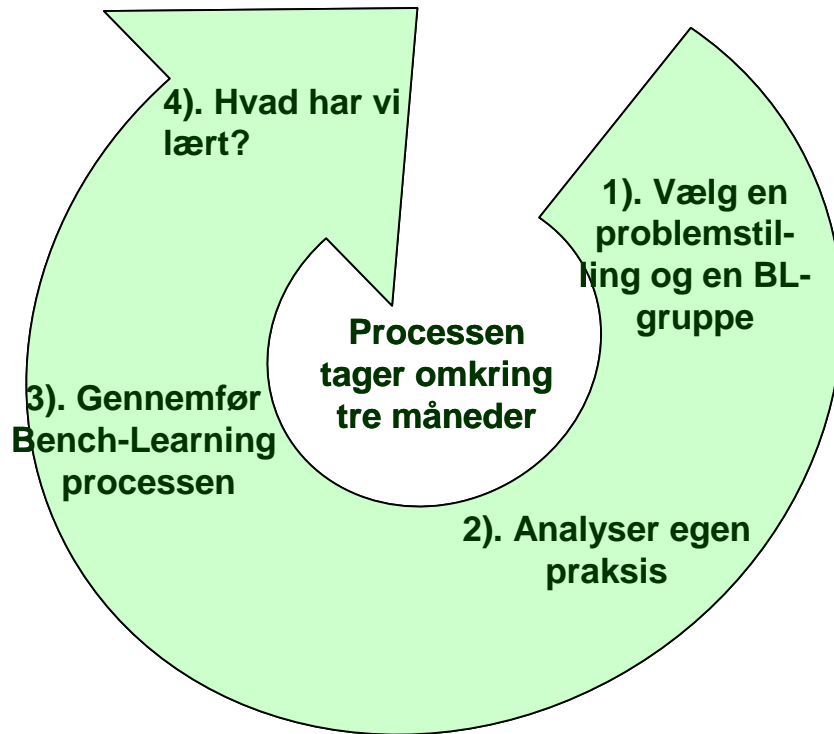 1). Vælg en
problemstil-
ling og en BL-
gruppe
2). Analyser egen
praksis
3). Gennemfør
Bench-Learning
processen
4). Hvad har vi
lært?
Processen
tager omkring
tre måneder